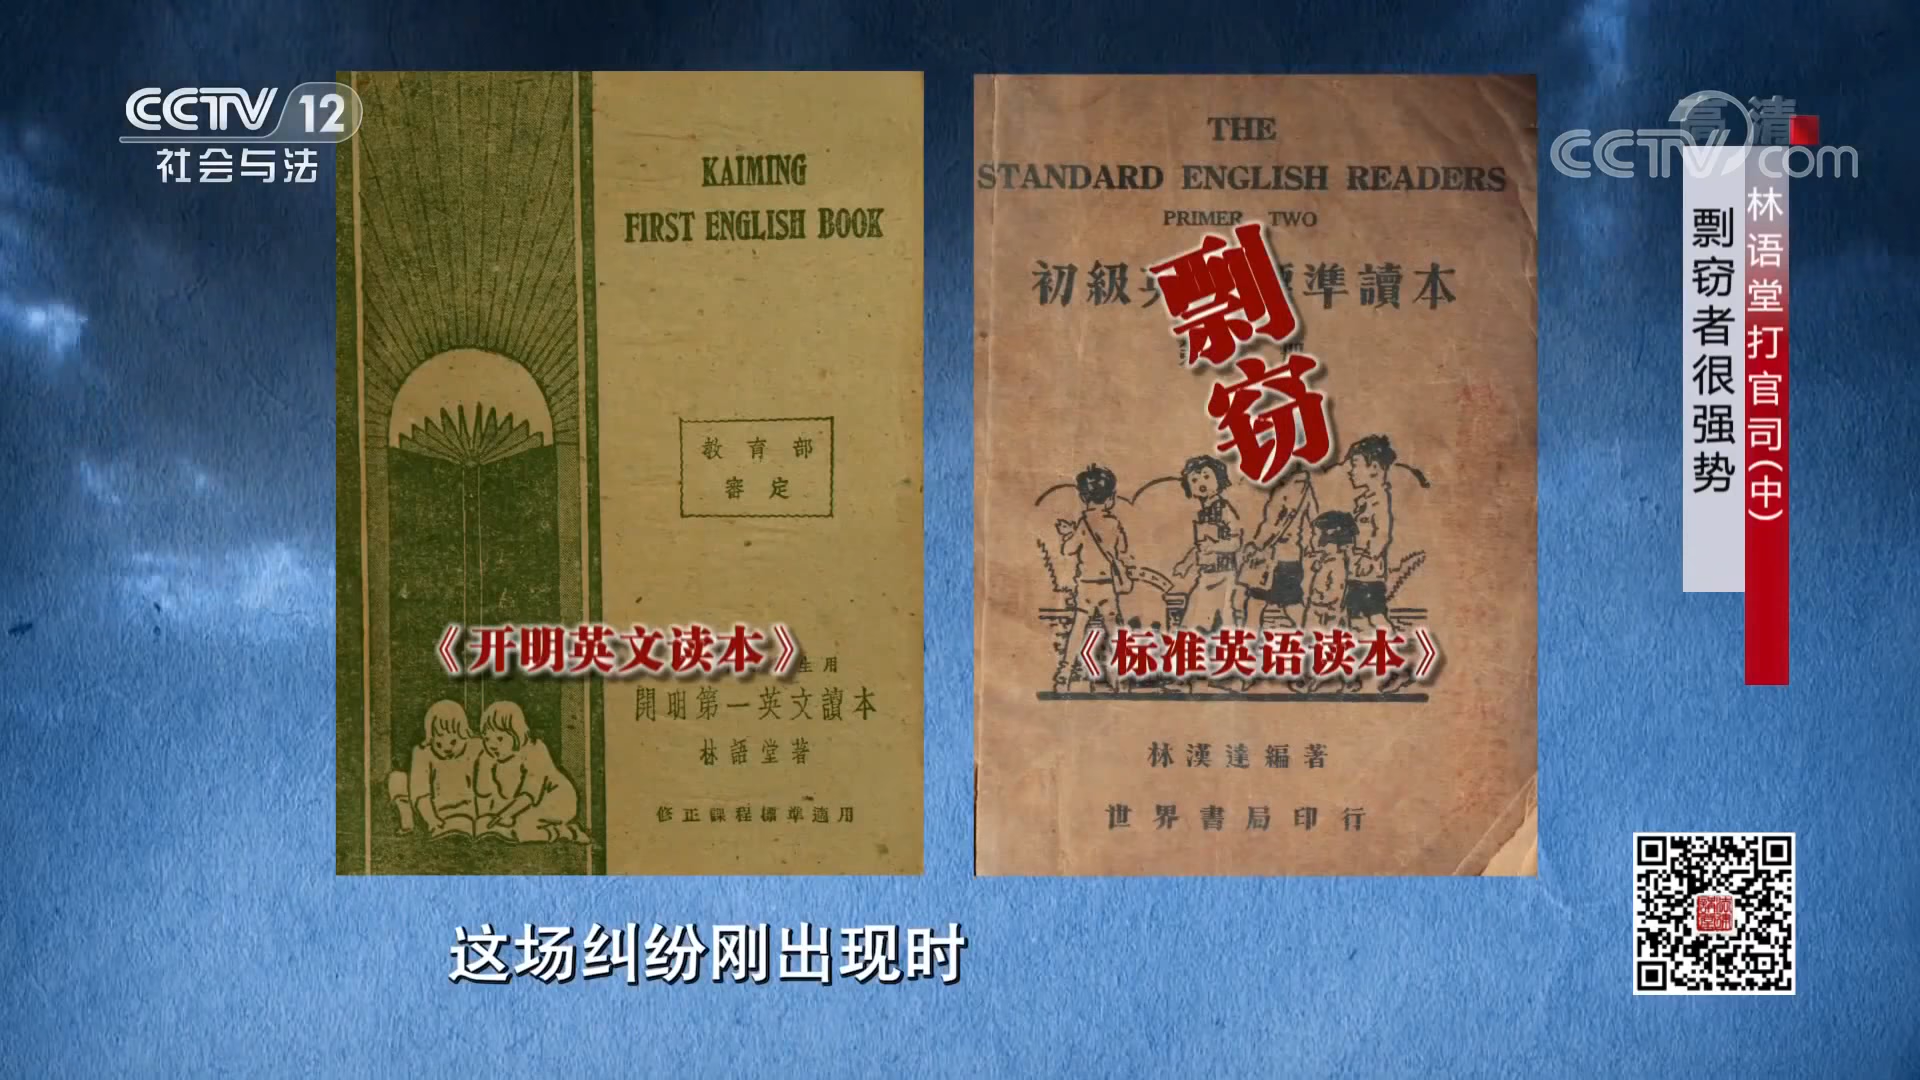 CCTV 12
社会与法
KAIMING
FIRST ENGLISH BOOK
教育部
審定
《开明英文读本》
生用
開明第一英文讀本
林語堂著
修正課程標準適用
THE
STANDARD ENGLISH READERS
PRIMER TWO
初級英 標準讀本
剽窃
《标准英语读本》
林漢達編著
世界書局印行
高清
CCTV.com
林语堂打官司(中)
剽窃者很强势
这场纠纷刚出现时